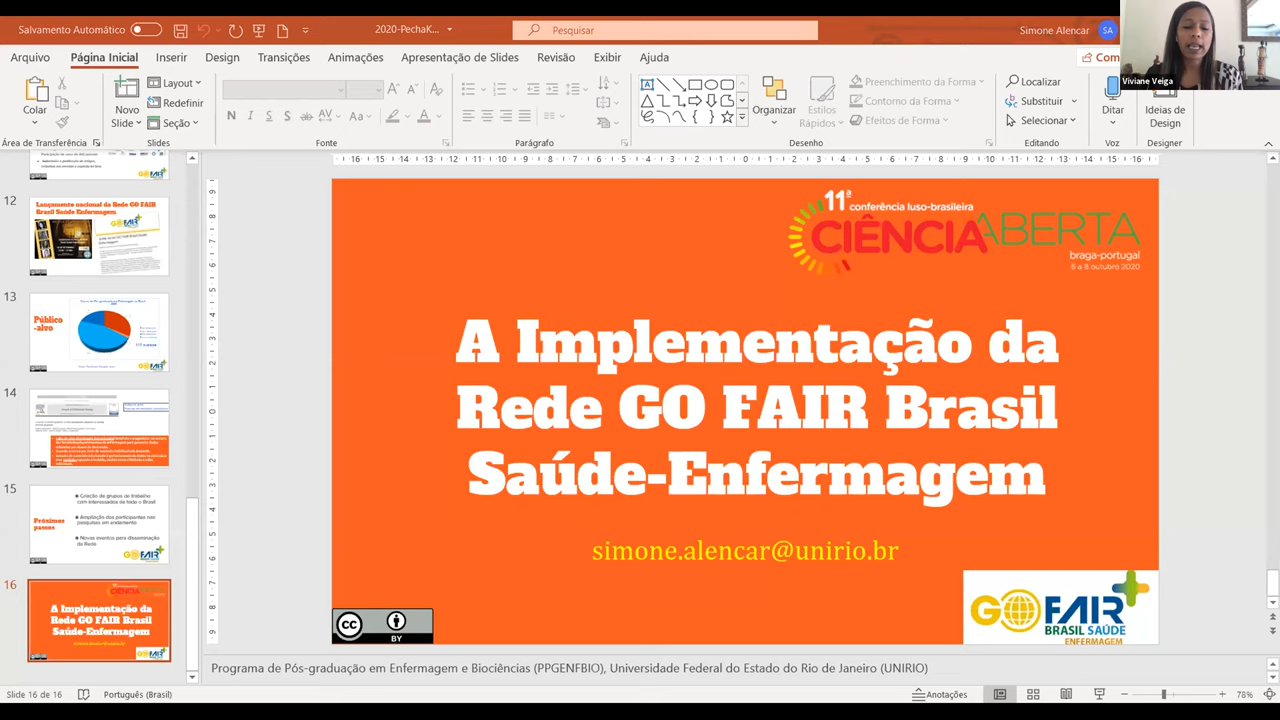 Salvamento Automático
2020-PechaK...
Pesquisar
Simone Alencar
SA
Viviane Veiga
Arquivo
Página Inicial
Inserir
Design
Transições
Animações
Apresentação de Slides
Revisão
Exibir
Ajuda
Com
Colar
Novo
Slide
Layout
Redefinir
Seção
Organizar
Estilos
Rápidos
Preenchimento da Forma
Contorno da Forma
Efeitos de Forma
Localizar
Substituir
Selecionar
Ditar
Ideias de
Design
Área de Transferência
Slides
Fonte
Parágrafo
Desenho
Editando
Voz
Designer
12
Lançamento nacional da Rede GO FAIR
Brasil Saúde Enfermagem
13
Público
-alvo
14
15
Próximos
passos
Criação de grupos de trabalho
com interessados de todo o Brasil
Ampliação dos participantes nas
pesquisas em andamento
Novos eventos para disseminação
da Rede
16
A Implementação da
Rede GO FAIR Brasil
Saúde-Enfermagem
11ª
conferência luso-brasileira
CIÊNCIA ABERTA
braga-portugal
6 a 8 outubro 2020
A Implementação da
Rede GO FAIR Brasil
Saúde-Enfermagem
simone.alencar@unirio.br
CC BY
GO FAIR
BRASIL SAÚDE
ENFERMAGEM
Programa de Pós-graduação em Enfermagem e Biociências (PPGENFBIO), Universidade Federal do Estado do Rio de Janeiro (UNIRIO)
Slide 16 de 16
Português (Brasil)
Anotações
78%